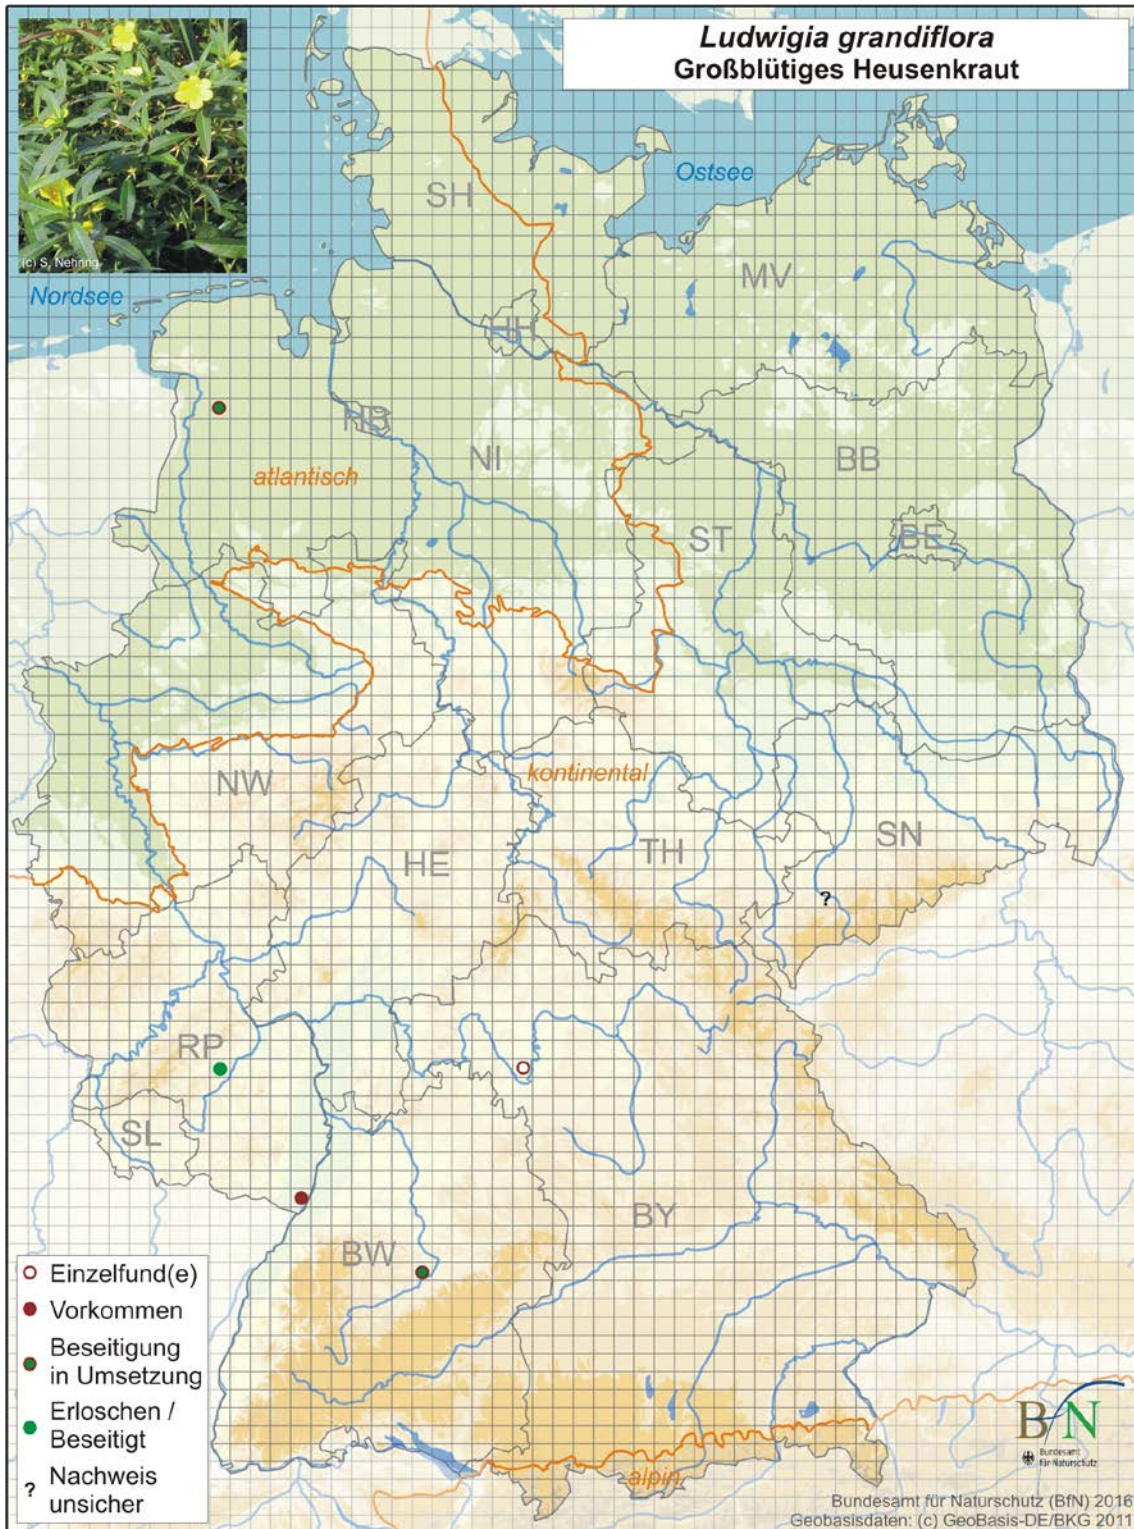 Ludwigia grandiflora
Großblütiges Heusenkraut
(c) S. Nehring
Nordsee
Ostsee
SH
MV
HH
HB
NI
BB
atlantisch
ST
BE
NW
kontinental
HE
TH
SN
?
RP
SL
BY
BW
Einzelfund(e)
Vorkommen
Beseitigung
in Umsetzung
Erloschen /
Beseitigt
? Nachweis
unsicher
alpin
BfN
Bundesamt
für Naturschutz
Bundesamt für Naturschutz (BfN) 2016
Geobasisdaten: (c) GeoBasis-DE/BKG 2011